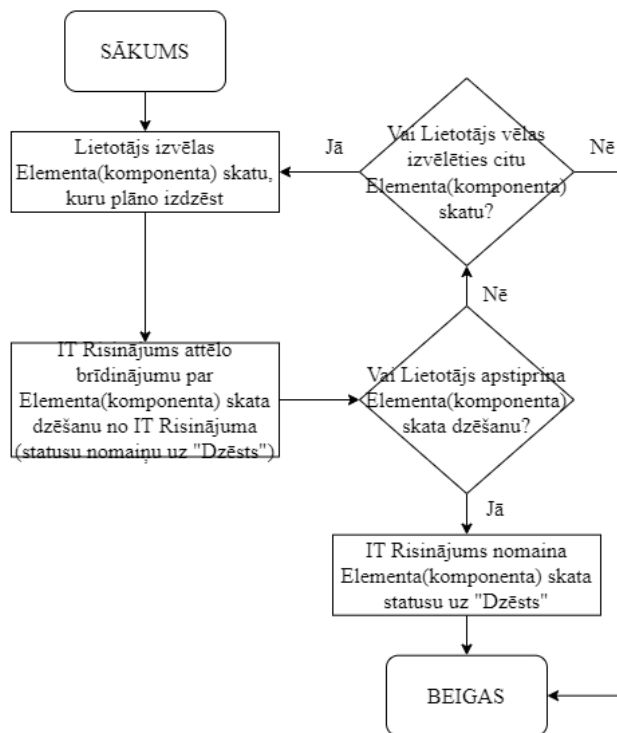 SĀKUMS
Lietotājs izvēlas
Elementa(komponenta) skatu,
kuru plāno izdzēst
IT Risinājums attēlo
brīdinājumu par
Elementa(komponenta) skata
dzēšanu no IT Risinājuma
(statusu nomaiņu uz "Dzēsts")
Vai Lietotājs apstiprina
Elementa(komponenta)
skata dzēšanu?
Nē
Vai Lietotājs vēlas
izvēlēties citu
Elementa(komponenta)
skatu?
Jā
Nē
Jā
IT Risinājums nomaina
Elementa(komponenta) skata
statusu uz "Dzēsts"
BEIGAS